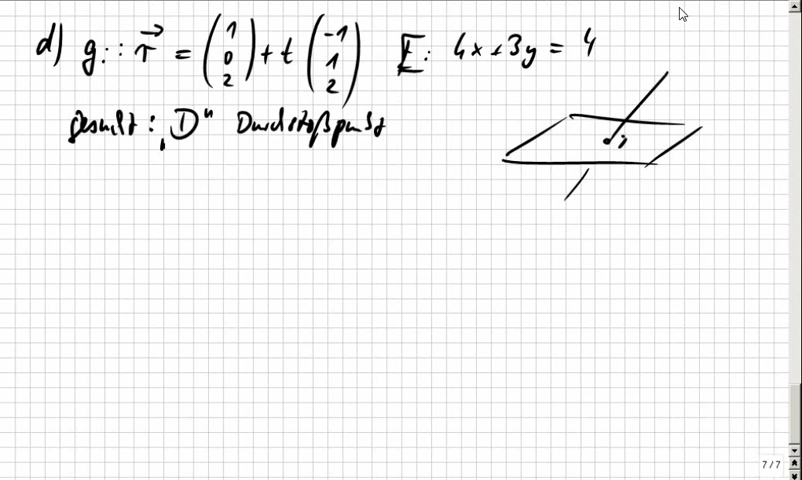 d) g: r⃗ = (1 0 2) + t (-1 1 2) E: 4x+3y = 4
gesucht: „D" Durchstoßpunkt
7/7